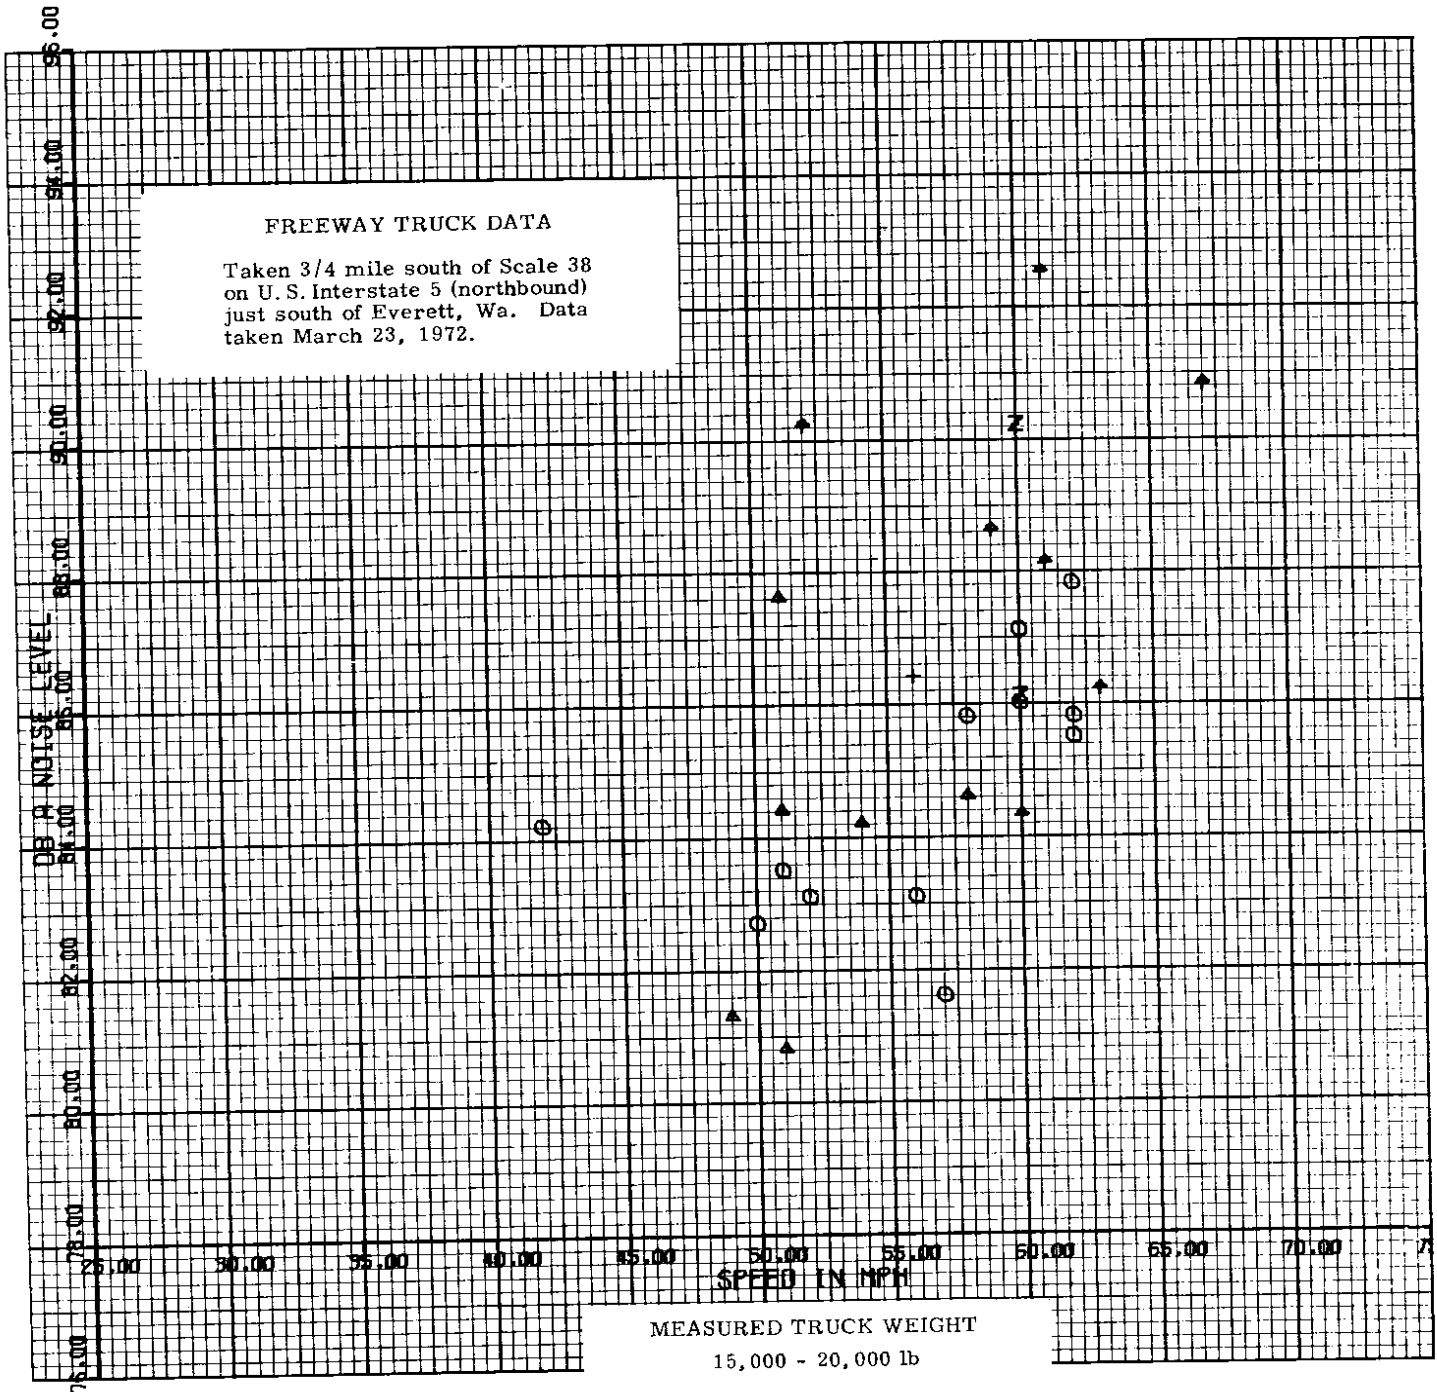 96.00
94.00
FREEWAY TRUCK DATA
Taken 3/4 mile south of Scale 38
on U. S. Interstate 5 (northbound)
just south of Everett, Wa. Data
taken March 23, 1972.
92.00
90.00
Z
88.00
DB A NOISE LEVEL
86.00
84.00
82.00
80.00
78.00
25.00 30.00 35.00 40.00 45.00 50.00 55.00 60.00 65.00 70.00
SPEED IN MPH
76.00
MEASURED TRUCK WEIGHT
15,000 - 20,000 lb